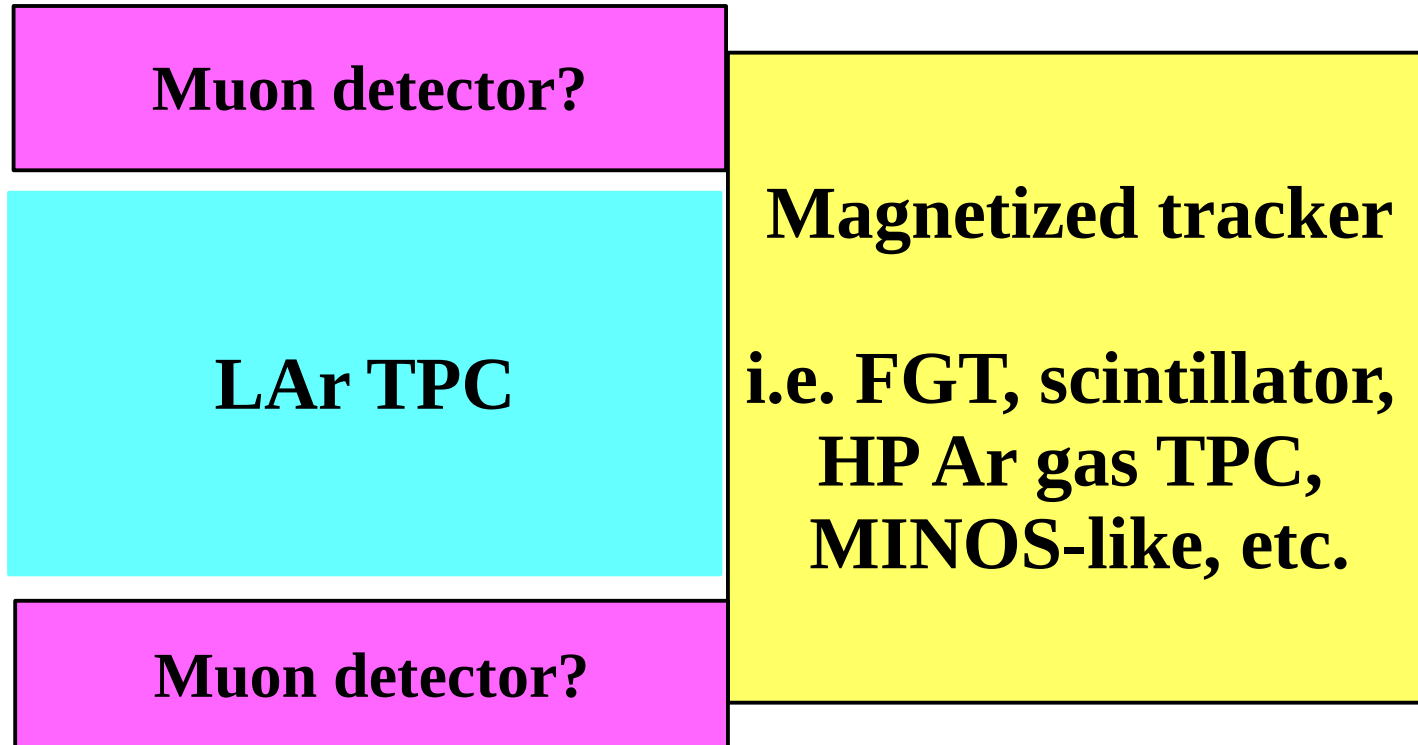 Muon detector?
LAr TPC
Muon detector?
Magnetized tracker
i.e. FGT, scintillator,
HP Ar gas TPC,
MINOS-like, etc.